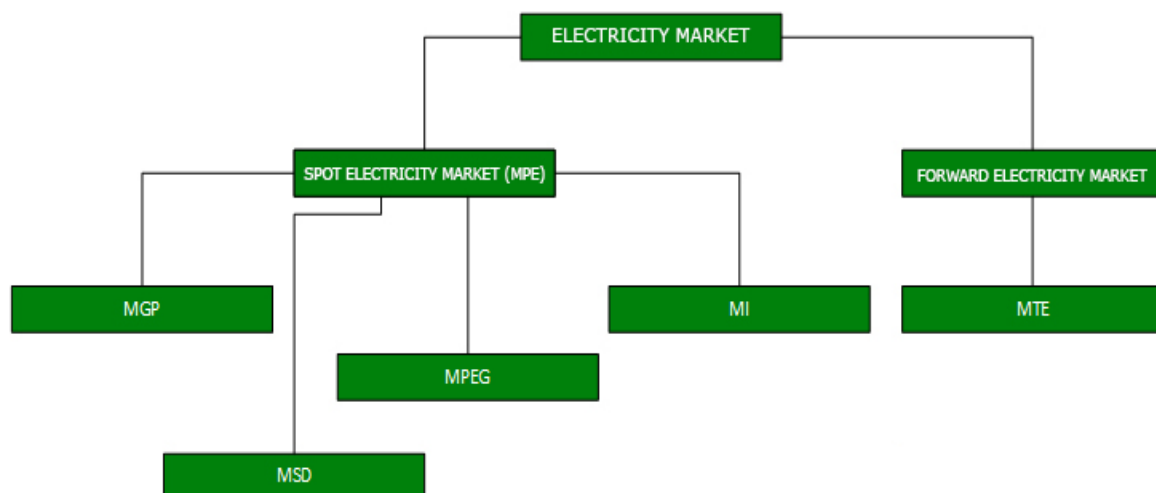 ELECTRICITY MARKET
SPOT ELECTRICITY MARKET (MPE)
FORWARD ELECTRICITY MARKET
MGP
MI
MTE
MPEG
MSD